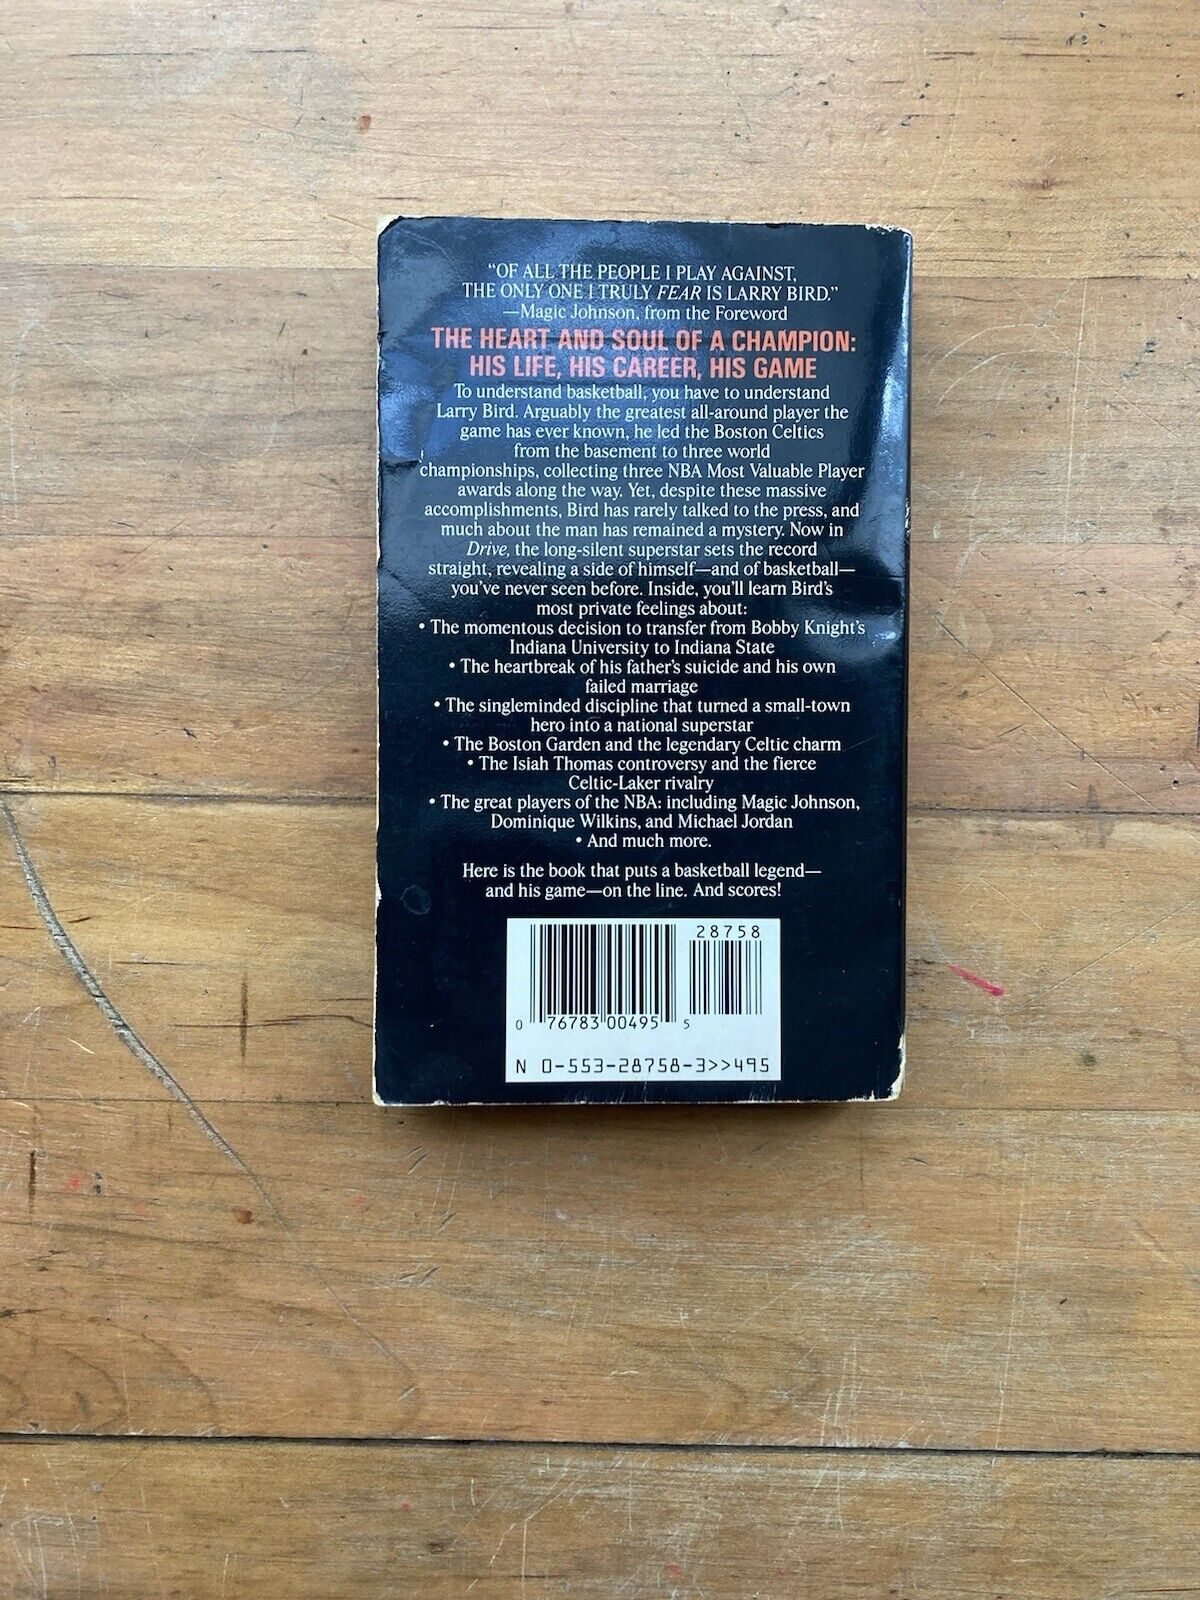 “OF ALL THE PEOPLE I PLAY AGAINST,
THE ONLY ONE I TRULY FEAR IS LARRY BIRD.”
—Magic Johnson, from the Foreword
THE HEART AND SOUL OF A CHAMPION:
HIS LIFE, HIS CAREER, HIS GAME
To understand basketball, you have to understand
Larry Bird. Arguably the greatest all-around player the
game has ever known, he led the Boston Celtics
from the basement to three world
championships, collecting three NBA Most Valuable Player
awards along the way. Yet, despite these massive
accomplishments, Bird has rarely talked to the press, and
much about the man has remained a mystery. Now in
Drive, the long-silent superstar sets the record
straight, revealing a side of himself—and of basketball—
you’ve never seen before. Inside, you’ll learn Bird’s
most private feelings about:
• The momentous decision to transfer from Bobby Knight’s
Indiana University to Indiana State
• The heartbreak of his father’s suicide and his own
failed marriage
• The singleminded discipline that turned a small-town
hero into a national superstar
• The Boston Garden and the legendary Celtic charm
• The Isiah Thomas controversy and the fierce
Celtic-Laker rivalry
• The great players of the NBA: including Magic Johnson,
Dominique Wilkins, and Michael Jordan
• And much more.
Here is the book that puts a basketball legend—
and his game—on the line. And scores!
28758
0 76783 00495 5
N 0-553-28758-3>>495